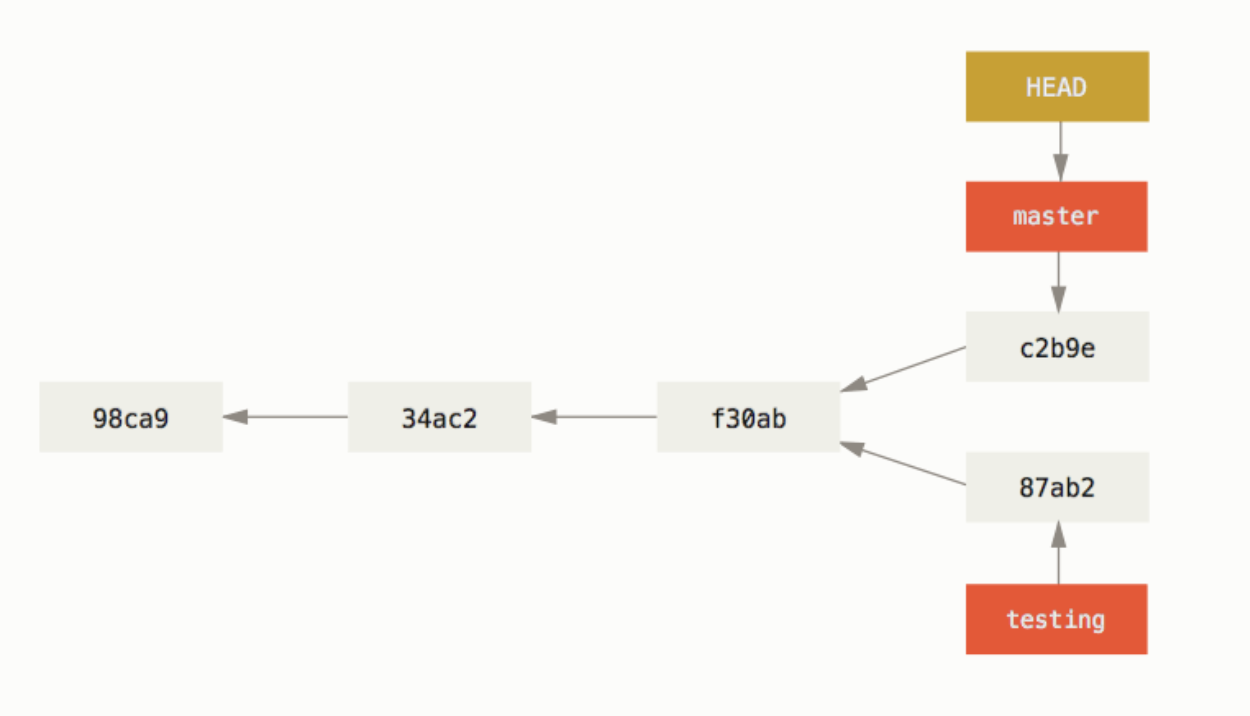 HEAD
master
c2b9e
98ca9
34ac2
f30ab
87ab2
testing